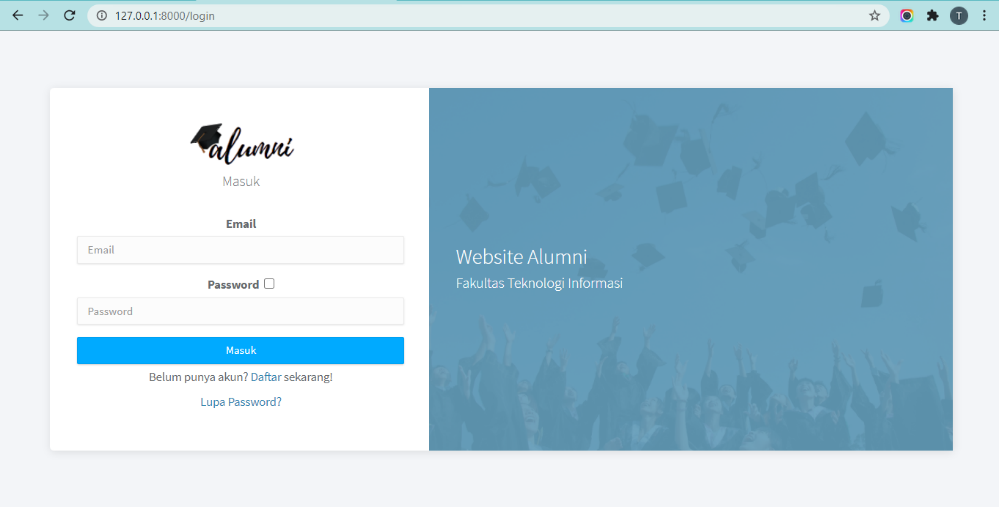 127.0.0.1:8000/login
T
alumni
Masuk
Email
Email
Password
Password
Masuk
Belum punya akun? Daftar sekarang!
Lupa Password?
Website Alumni
Fakultas Teknologi Informasi